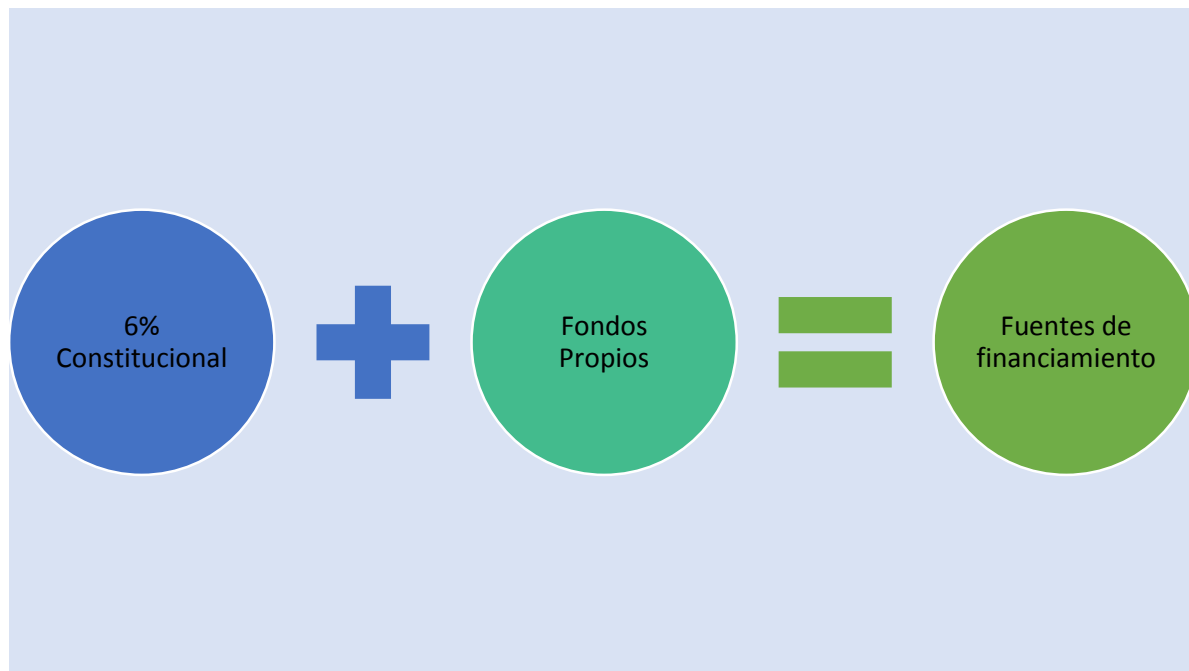 6%
Constitucional
Fondos
Propios
Fuentes de
financiamiento